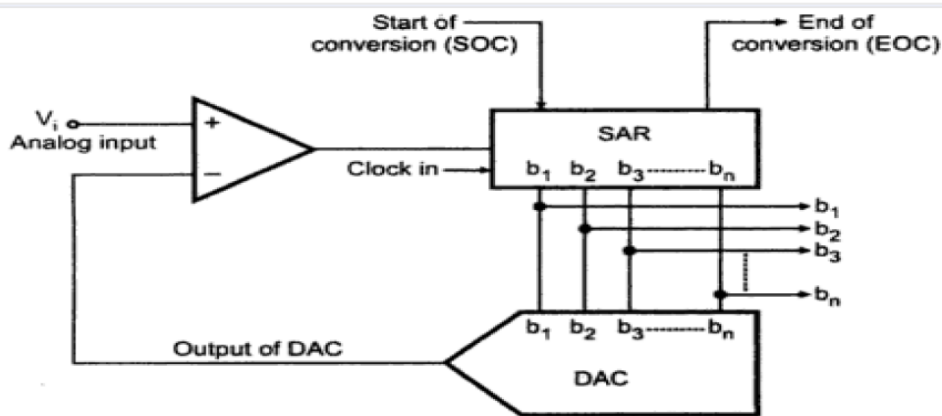 Start of
conversion (SOC)
End of
conversion (EOC)
Vi
Analog input
+
−
SAR
Clock in
b1 b2 b3 ---------- bn
b1
b2
b3
bn
b1 b2 b3 ---------- bn
Output of DAC
DAC